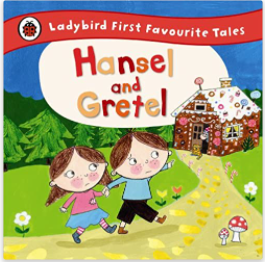 Ladybird First Favourite Tales
Hansel
and
Gretel